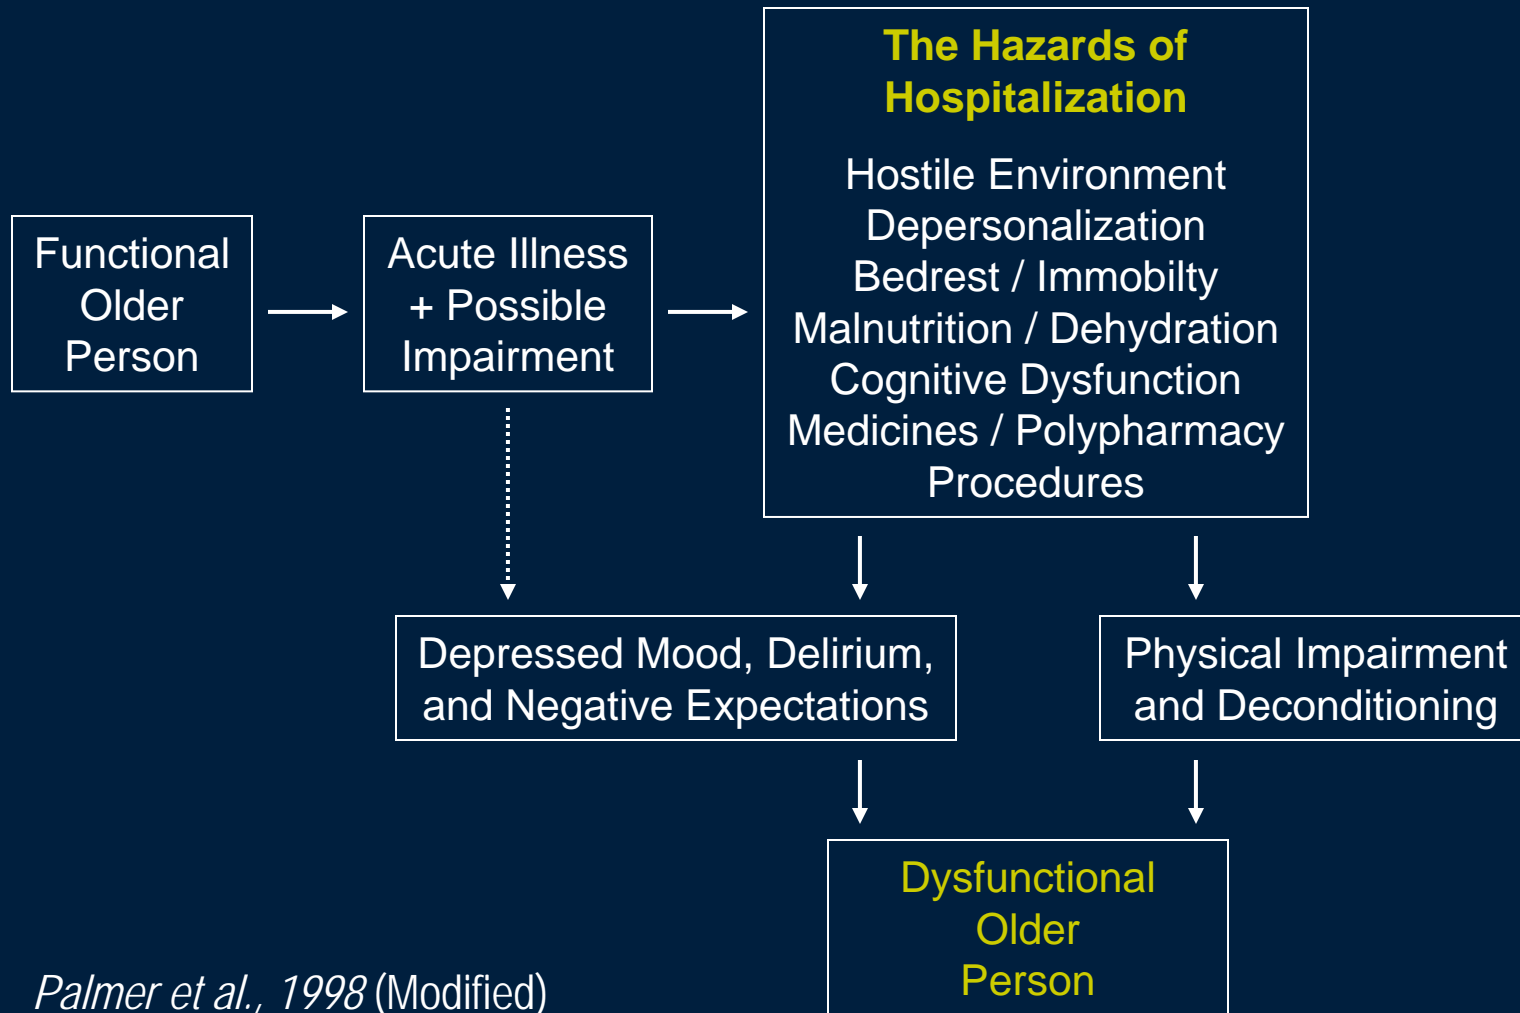 The Hazards of
Hospitalization
Hostile Environment
Depersonalization
Bedrest / Immobilty
Malnutrition / Dehydration
Cognitive Dysfunction
Medicines / Polypharmacy
Procedures
Functional
Older
Person
Acute Illness
+ Possible
Impairment
Depressed Mood, Delirium,
and Negative Expectations
Physical Impairment
and Deconditioning
Dysfunctional
Older
Person
Palmer et al., 1998 (Modified)